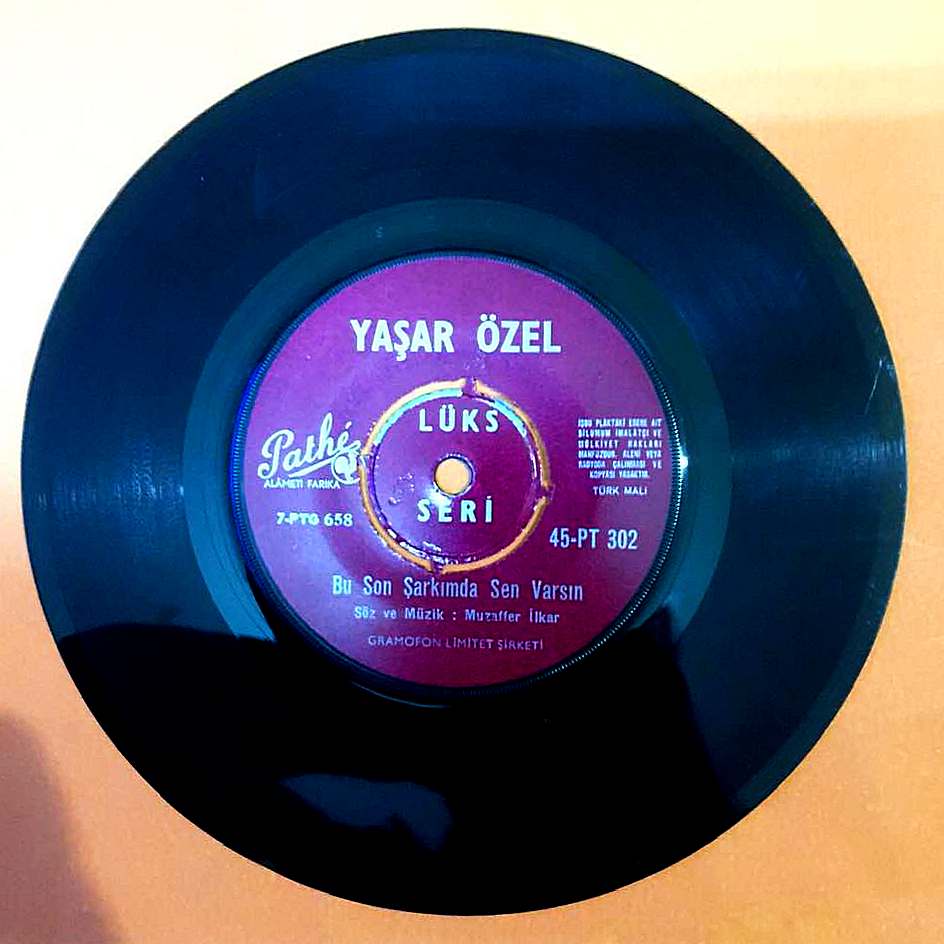 YAŞAR ÖZEL
LÜKS
SERİ
Pathé
ALÂMETİ FARİKA
7-PTG 658
İŞBU PLAKTAKİ ESERE AİT
BİLUMUM İMALATÇI VE
MÜLKİYET HAKLARI
MAHFUZDUR. ALENİ VEYA
RADYODA ÇALINMASI VE
KOPYASI YASAKTIR.
TÜRK MALI
45-PT 302
Bu Son Şarkımda Sen Varsın
Söz ve Müzik : Muzaffer İlkar
GRAMOFON LİMİTET ŞİRKETİ